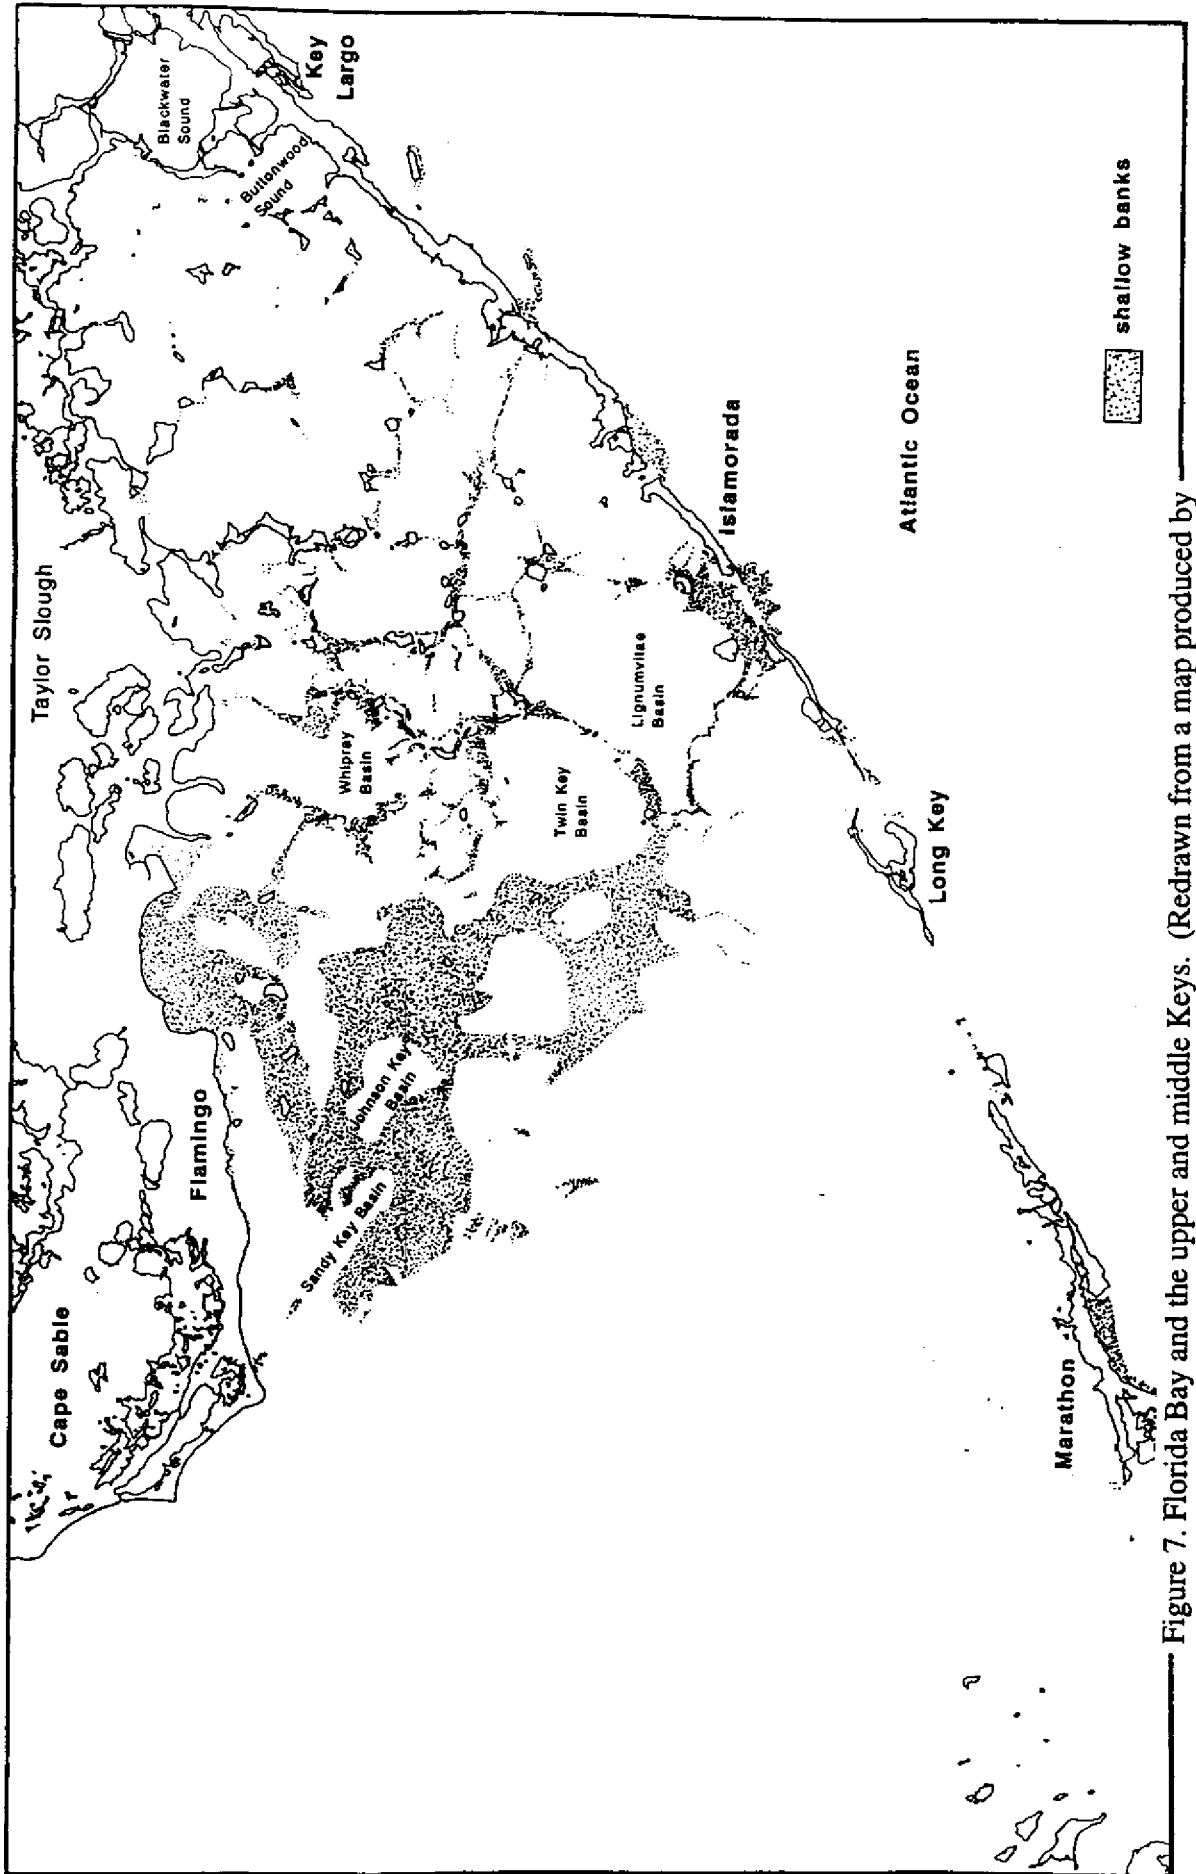 Taylor Slough
Blackwater
Sound
Key
Largo
Buttonwood
Sound
Cape Sable
Flamingo
Whipray
Basin
Johnson Key
Basin
Sandy Key Basin
Twin Key
Basin
Lignumvitae
Basin
Islamorada
Atlantic Ocean
Long Key
Marathon
shallow banks
Figure 7. Florida Bay and the upper and middle Keys. (Redrawn from a map produced by